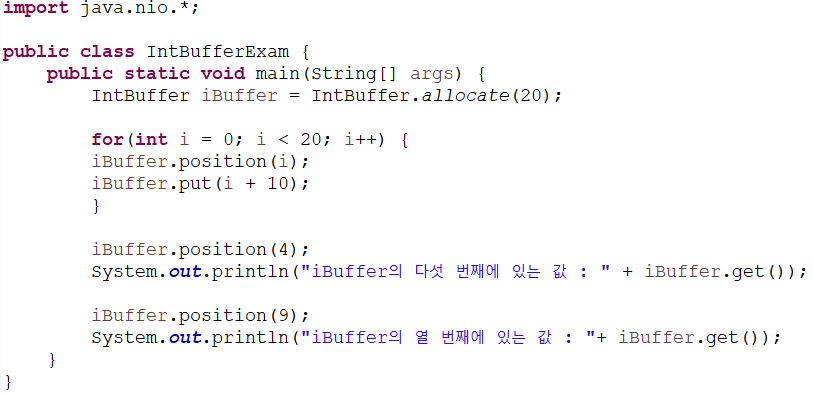 import java.nio.*;

public class IntBufferExam {
    public static void main(String[] args) {
        IntBuffer iBuffer = IntBuffer.allocate(20);

        for(int i = 0; i < 20; i++) {
        iBuffer.position(i);
        iBuffer.put(i + 10);
        }

        iBuffer.position(4);
        System.out.println("iBuffer의 다섯 번째에 있는 값 : " + iBuffer.get());

        iBuffer.position(9);
        System.out.println("iBuffer의 열 번째에 있는 값 : "+ iBuffer.get());
    }
}